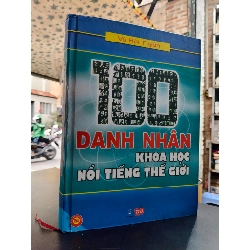 100
DANH NHÂN
KHOA HỌC
NỔI TIẾNG THẾ GIỚI